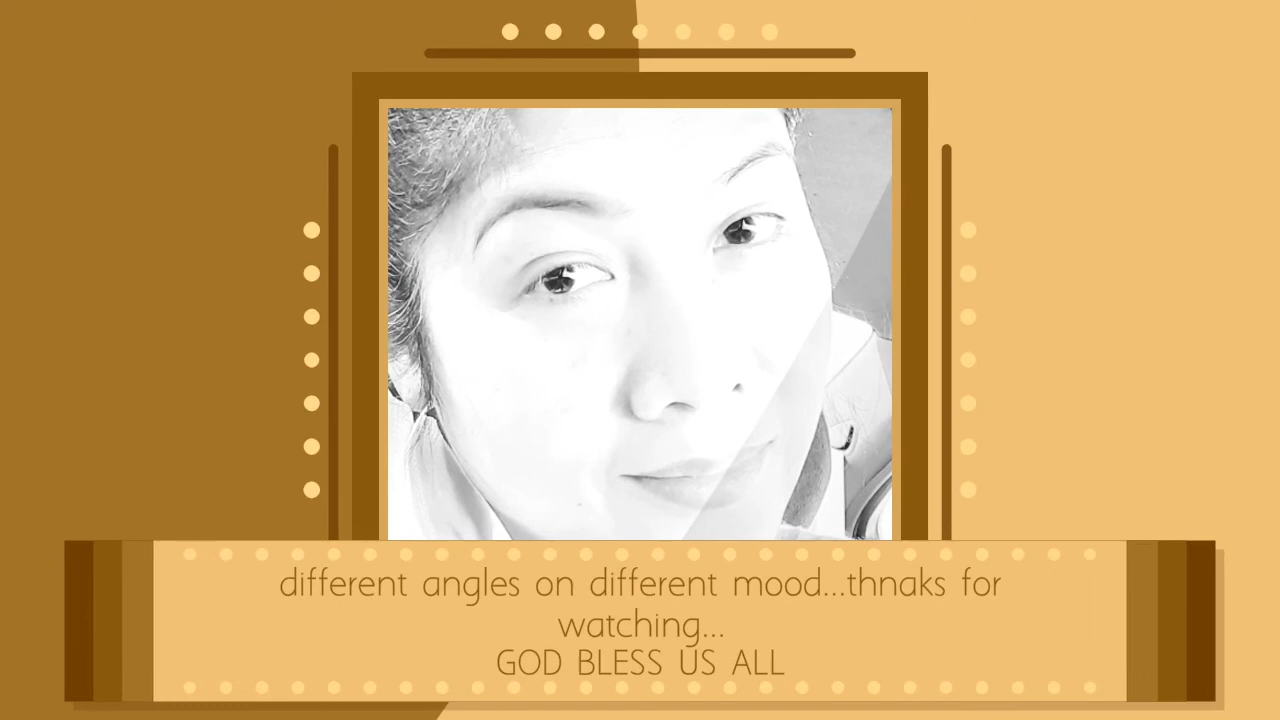 different angles on different mood...thnaks for
watching...
GOD BLESS US ALL